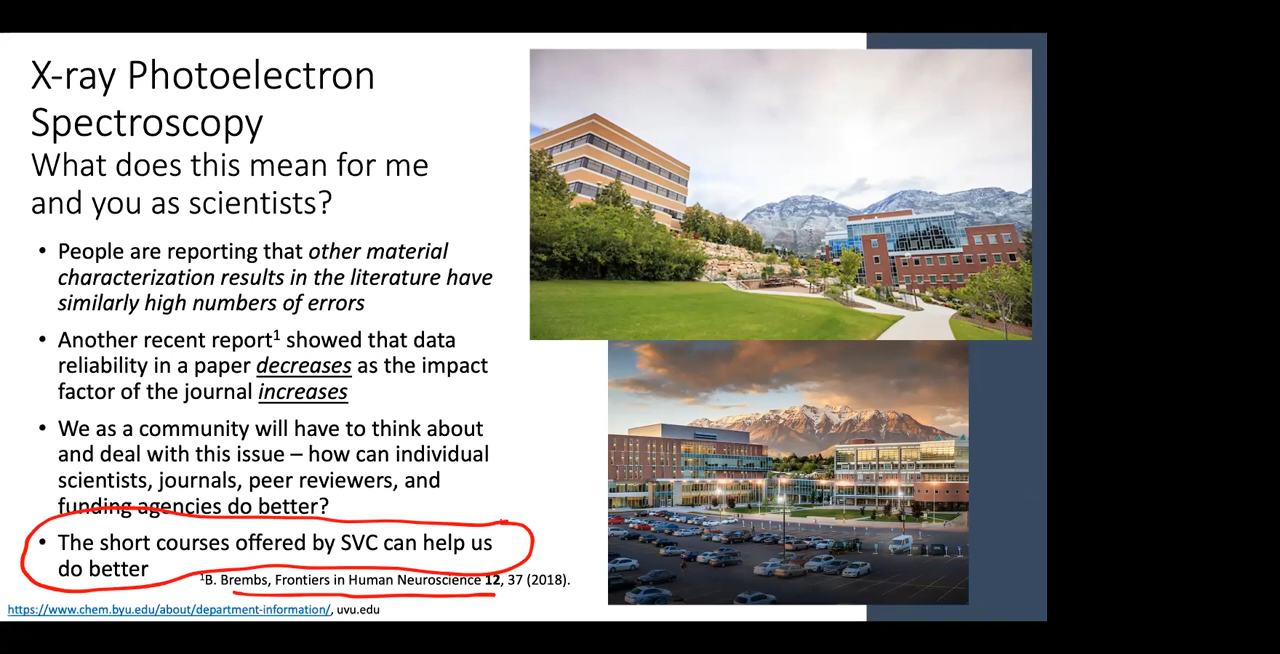 X-ray Photoelectron
Spectroscopy
What does this mean for me
and you as scientists?
• People are reporting that other material
characterization results in the literature have
similarly high numbers of errors
• Another recent report¹ showed that data
reliability in a paper decreases as the impact
factor of the journal increases
• We as a community will have to think about
and deal with this issue – how can individual
scientists, journals, peer reviewers, and
funding agencies do better?
• The short courses offered by SVC can help us
do better
¹B. Brembs, Frontiers in Human Neuroscience 12, 37 (2018).
https://www.chem.byu.edu/about/department-information/, uvu.edu